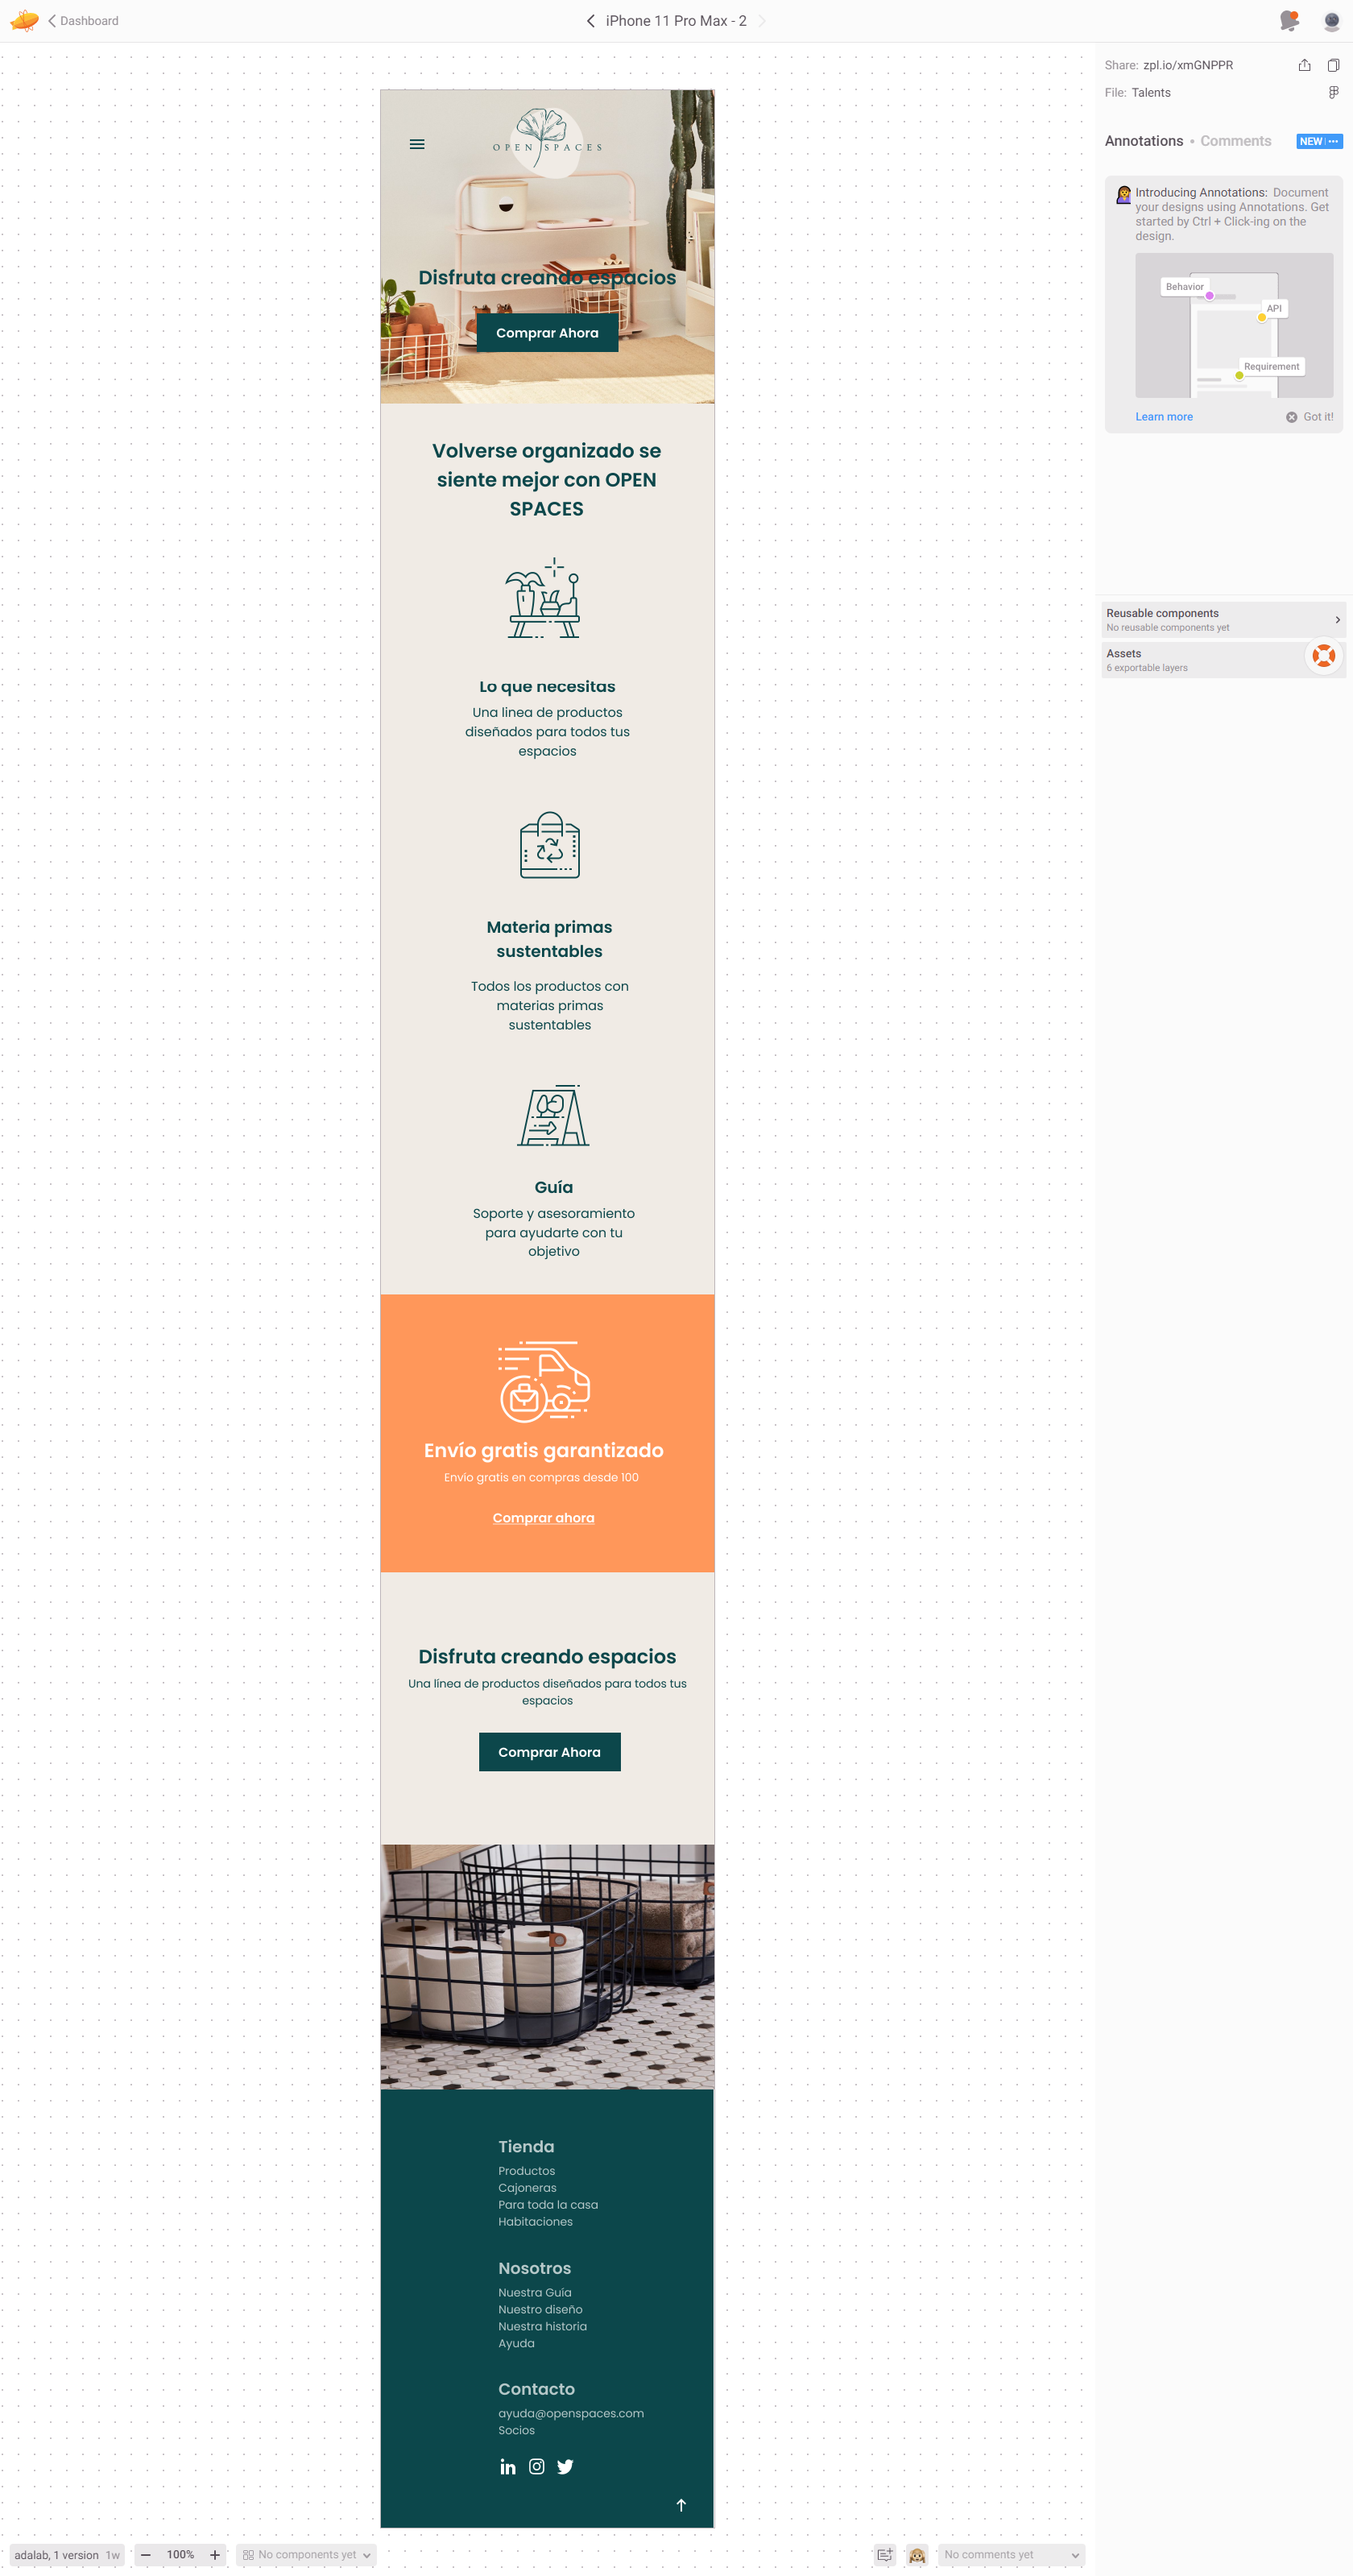 Dashboard
iPhone 11 Pro Max - 2
Share: zpl.io/xmGNPPR
File: Talents
Annotations • Comments
NEW
Introducing Annotations: Document
your designs using Annotations. Get
started by Ctrl + Click-ing on the
design.
Behavior
API
Requirement
Learn more
Got it!
Reusable components
No reusable components yet
Assets
6 exportable layers
OPEN SPACES
Disfruta creando espacios
Comprar Ahora
Volverse organizado se
siente mejor con OPEN
SPACES
Lo que necesitas
Una linea de productos
diseñados para todos tus
espacios
Materia primas
sustentables
Todos los productos con
materias primas
sustentables
Guía
Soporte y asesoramiento
para ayudarte con tu
objetivo
Envío gratis garantizado
Envío gratis en compras desde 100
Comprar ahora
Disfruta creando espacios
Una línea de productos diseñados para todos tus
espacios
Comprar Ahora
Tienda
Productos
Cajoneras
Para toda la casa
Habitaciones
Nosotros
Nuestra Guía
Nuestro diseño
Nuestra historia
Ayuda
Contacto
ayuda@openspaces.com
Socios
in
adalab, 1 version 1w
100%
No components yet
No comments yet